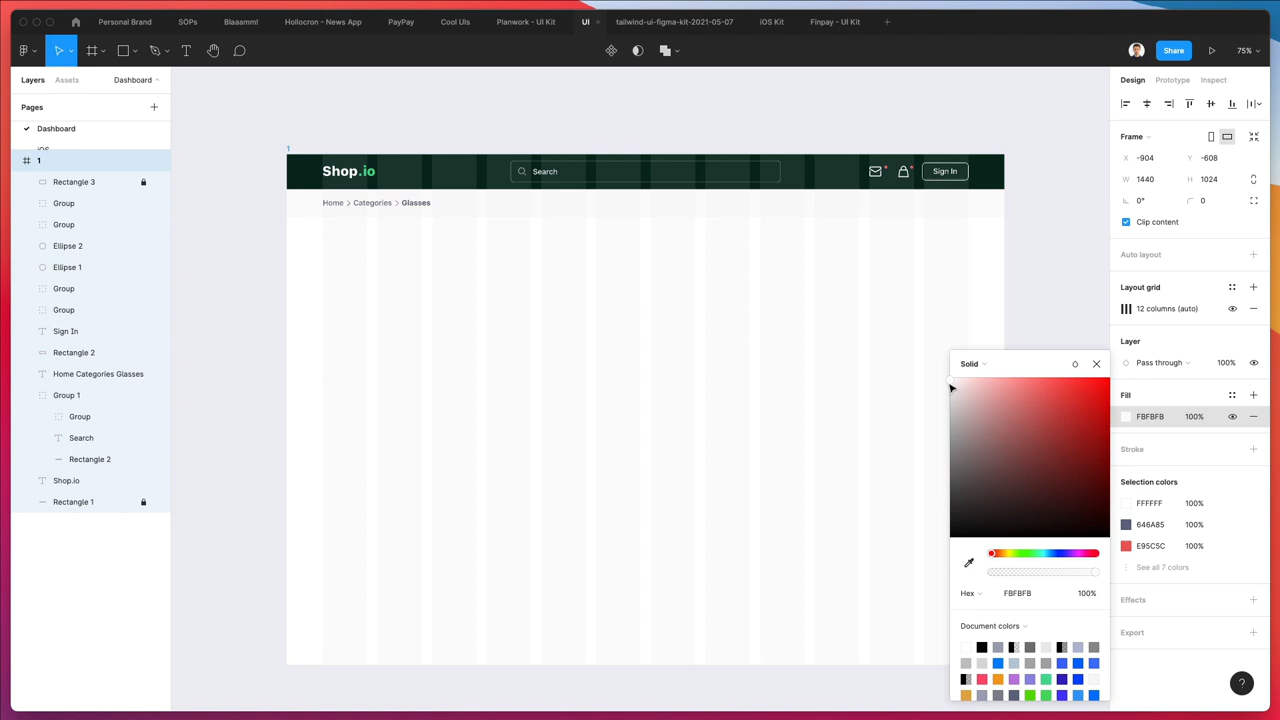 Personal Brand SOPs Blaaamm! Hollocron - News App PayPay Cool UIs Planwork - UI Kit UI tailwind-ui-figma-kit-2021-05-07 iOS Kit Finpay - UI Kit
Share 75%
Layers Assets Dashboard
Pages
Dashboard
iOS
1
Rectangle 3
Group
Group
Ellipse 2
Ellipse 1
Group
Group
Sign In
Rectangle 2
Home Categories Glasses
Group 1
Group
Search
Rectangle 2
Shop.io
Rectangle 1
1
Shop.io Search Sign In
Home Categories Glasses
Design Prototype Inspect
Frame
X -904 Y -608
W 1440 H 1024
0° 0
Clip content
Auto layout
Layout grid
12 columns (auto)
Layer
Pass through 100%
Fill
FBFBFB 100%
Stroke
Selection colors
FFFFFF 100%
646A85 100%
E95C5C 100%
See all 7 colors
Effects
Export
Solid
Hex FBFBFB 100%
Document colors
?